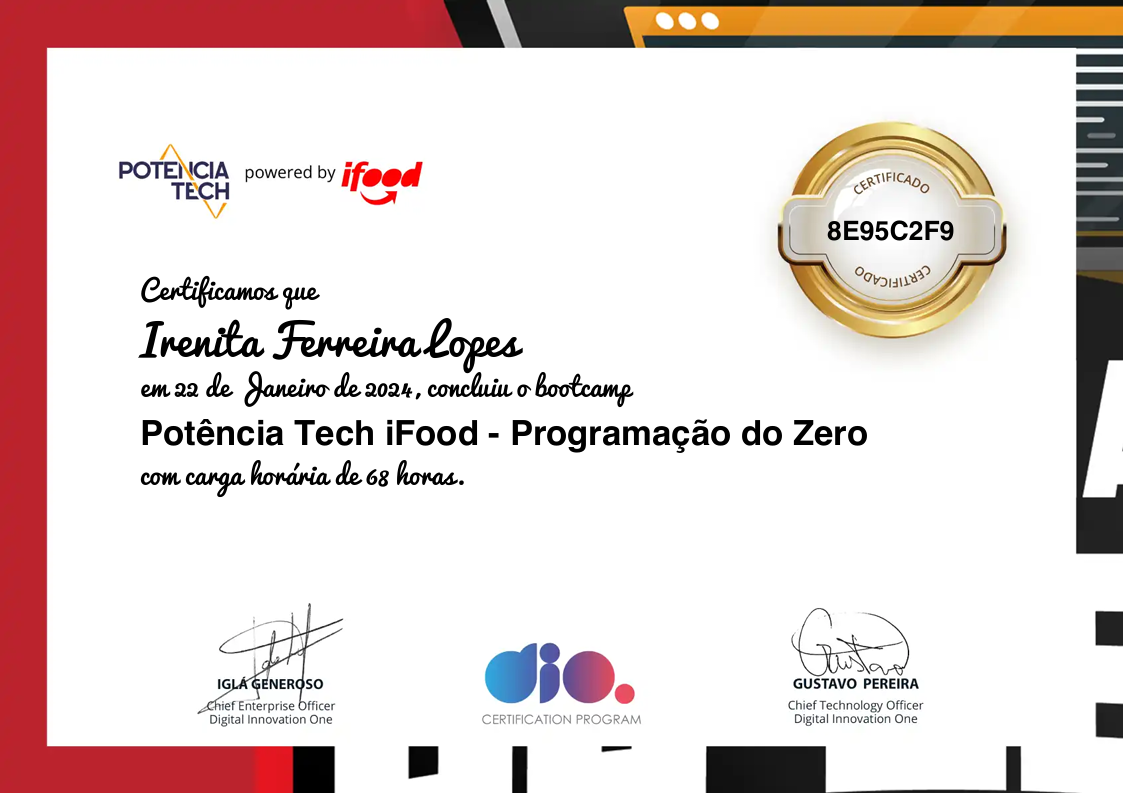 POTÊNCIA
TECH
powered by ifood
CERTIFICADO
8E95C2F9
CERTIFICADO
Certificamos que
Irenita Ferreira Lopes
em 22 de Janeiro de 2024, concluiu o bootcamp
Potência Tech iFood - Programação do Zero
com carga horária de 68 horas.
IGLÁ GENEROSO
Chief Enterprise Officer
Digital Innovation One
dio.
CERTIFICATION PROGRAM
Gustavo
GUSTAVO PEREIRA
Chief Technology Officer
Digital Innovation One